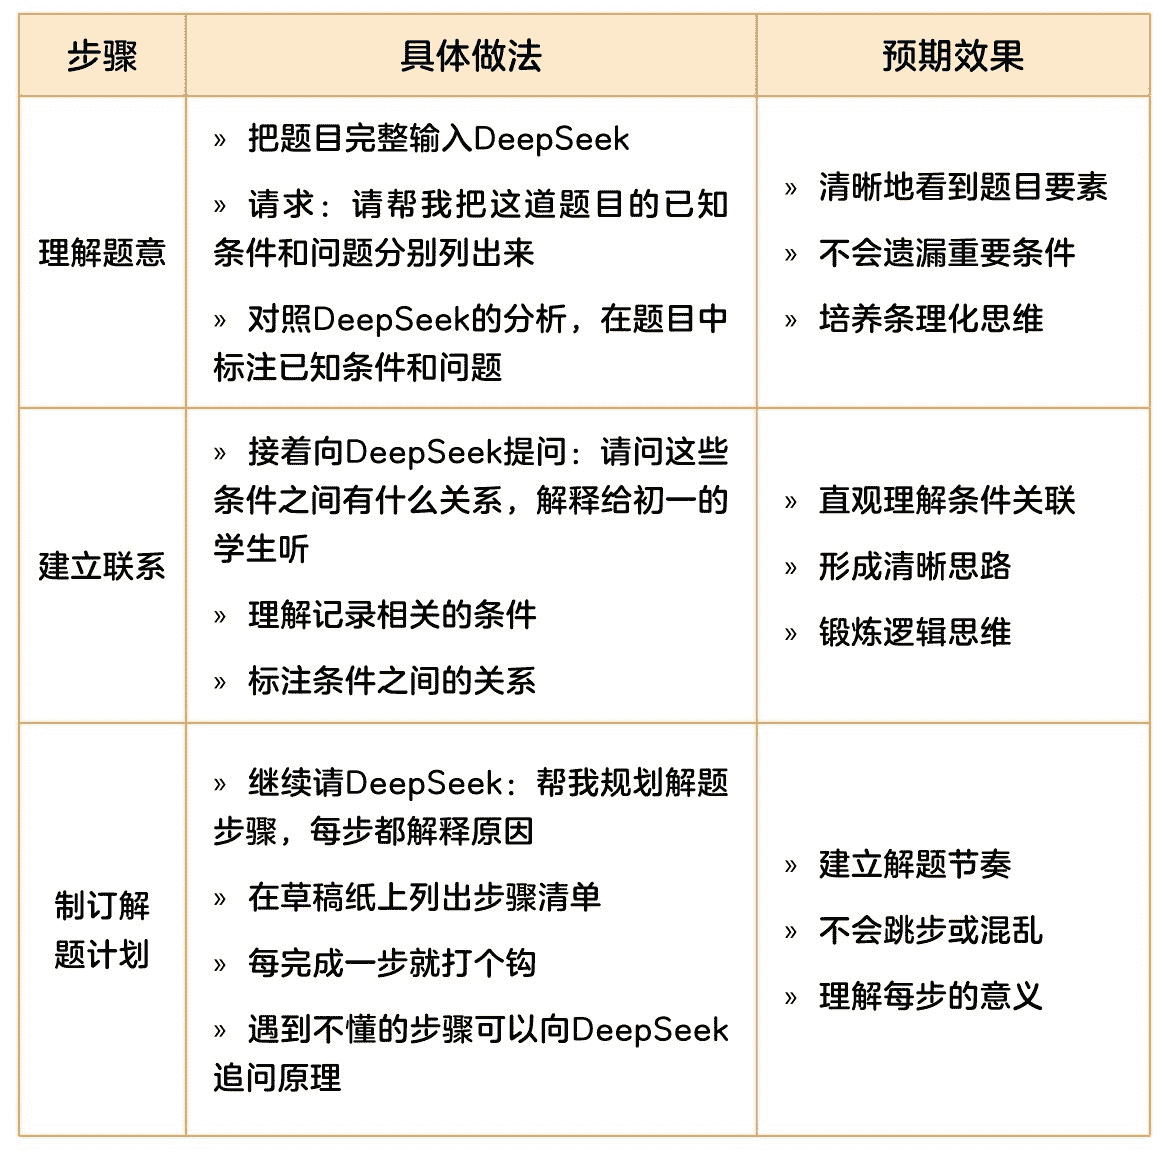 步骤
具体做法
预期效果
理解题意
» 把题目完整输入DeepSeek
» 请求：请帮我把这道题目的已知
条件和问题分别列出来
» 对照DeepSeek的分析，在题目中
标注已知条件和问题
» 清晰地看到题目要素
» 不会遗漏重要条件
» 培养条理化思维
建立联系
» 接着向DeepSeek提问：请问这些
条件之间有什么关系，解释给初一的
学生听
» 理解记录相关的条件
» 标注条件之间的关系
» 直观理解条件关联
» 形成清晰思路
» 锻炼逻辑思维
制订解
题计划
» 继续请DeepSeek：帮我规划解题
步骤，每步都解释原因
» 在草稿纸上列出步骤清单
» 每完成一步就打个钩
» 遇到不懂的步骤可以向DeepSeek
追问原理
» 建立解题节奏
» 不会跳步或混乱
» 理解每步的意义